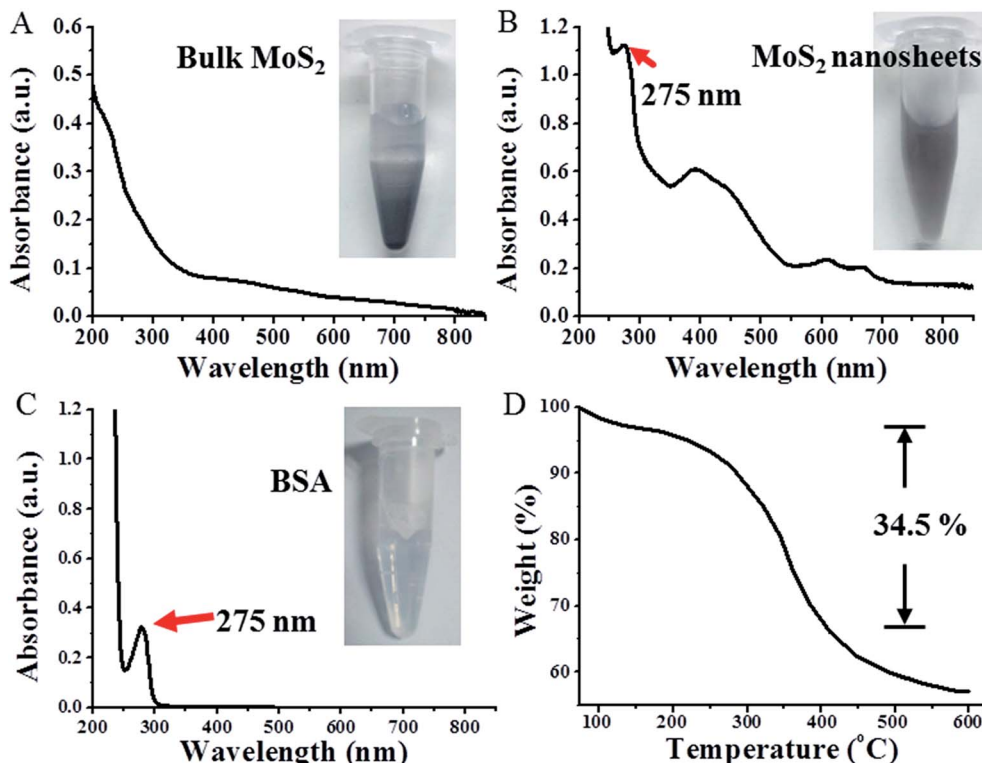 A
Bulk MoS₂
0.6
0.5
0.4
0.3
0.2
0.1
0.0
Absorbance (a.u.)
200 300 400 500 600 700 800
Wavelength (nm)
B
MoS₂ nanosheets
275 nm
1.2
1.0
0.8
0.6
0.4
0.2
0.0
Absorbance (a.u.)
200 300 400 500 600 700 800
Wavelength (nm)
C
BSA
275 nm
1.2
1.0
0.8
0.6
0.4
0.2
0.0
Absorbance (a.u.)
200 300 400 500 600 700 800
Wavelength (nm)
D
34.5 %
100
90
80
70
60
Weight (%)
100 200 300 400 500 600
Temperature (°C)